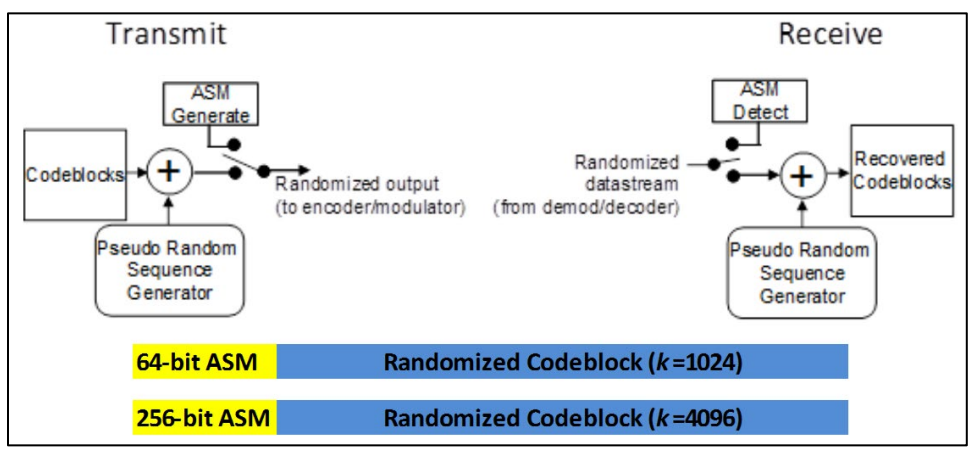 Transmit
Receive
ASM
Generate
Codeblocks
+
Randomized output
(to encoder/modulator)
Pseudo Random
Sequence
Generator
ASM
Detect
Randomized
datastream
(from demod/decoder)
+
Recovered
Codeblocks
Pseudo Random
Sequence
Generator
64-bit ASM
Randomized Codeblock (k=1024)
256-bit ASM
Randomized Codeblock (k=4096)